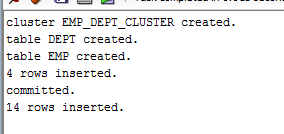 cluster EMP_DEPT_CLUSTER created.
table DEPT created.
table EMP created.
4 rows inserted.
committed.
14 rows inserted.